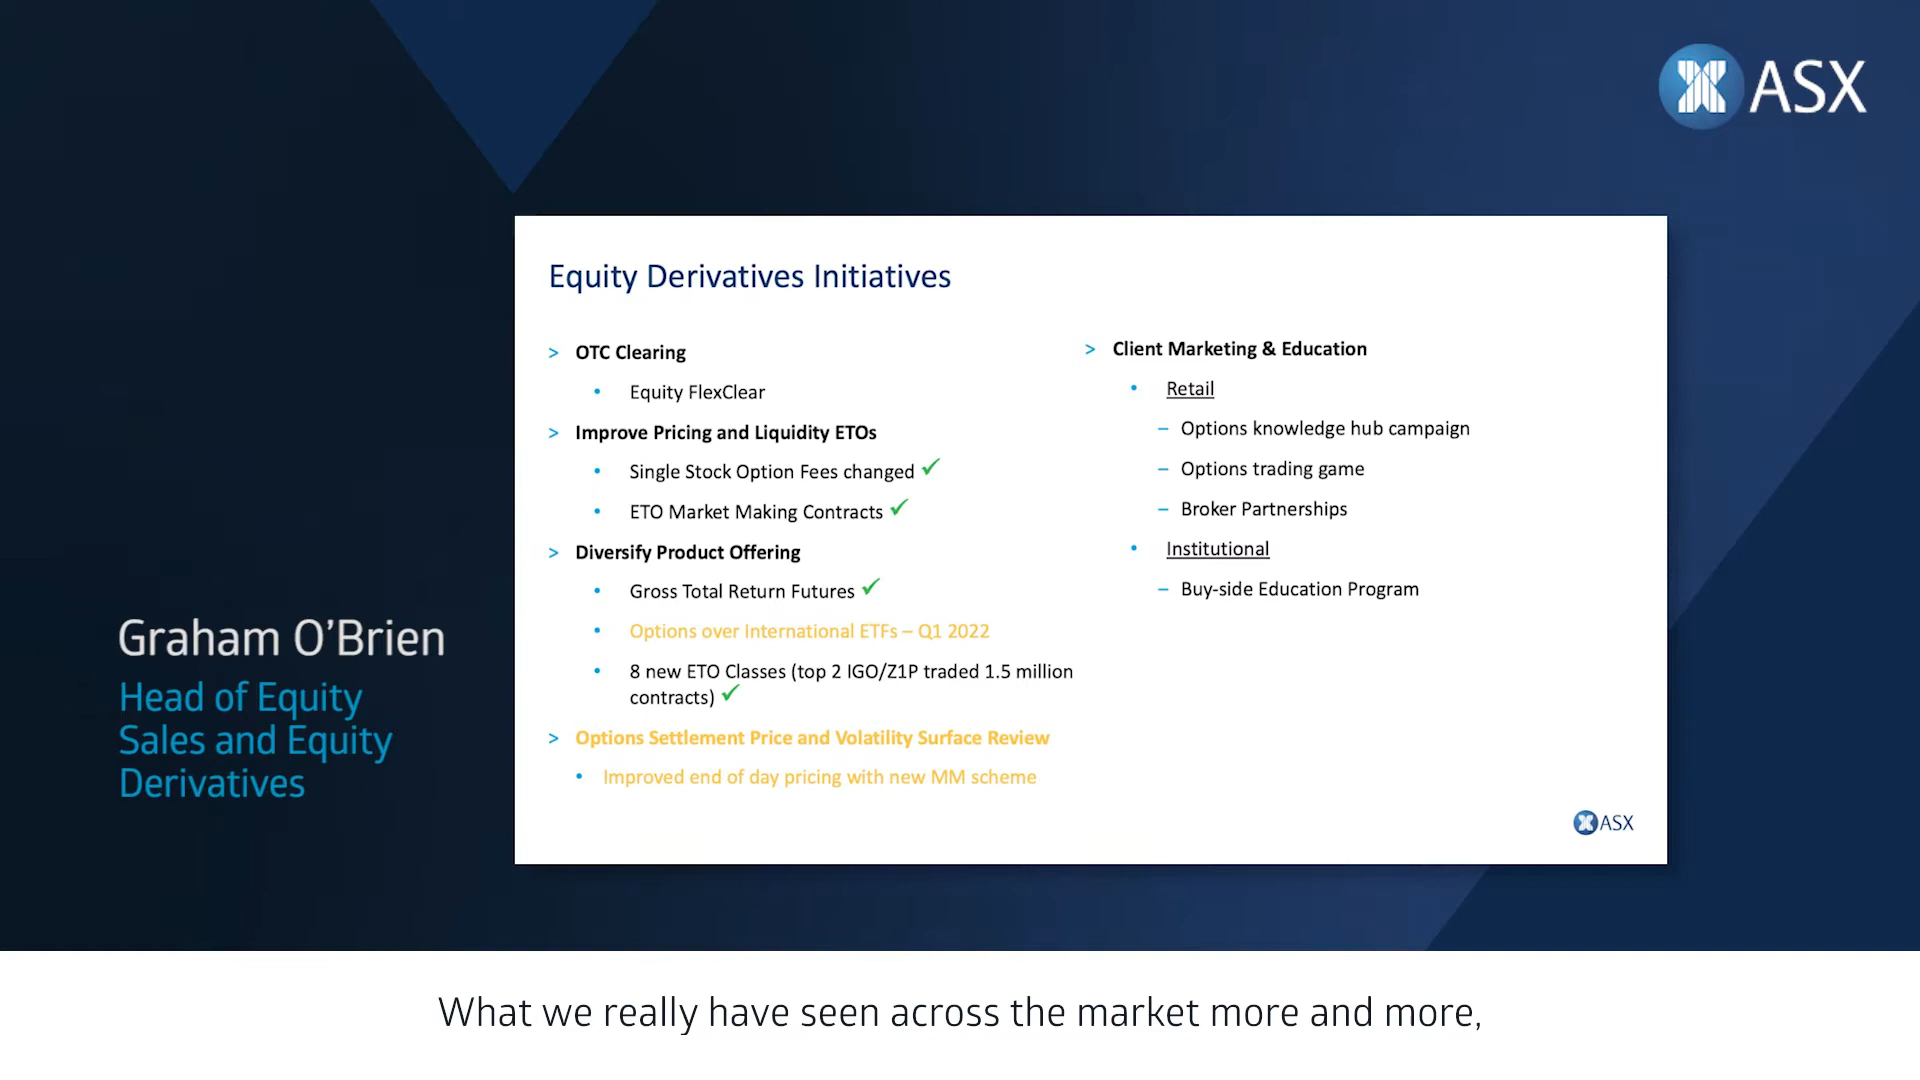 ASX
Equity Derivatives Initiatives
> OTC Clearing
• Equity FlexClear
> Improve Pricing and Liquidity ETOs
• Single Stock Option Fees changed ✓
• ETO Market Making Contracts ✓
> Diversify Product Offering
• Gross Total Return Futures ✓
• Options over International ETFs – Q1 2022
• 8 new ETO Classes (top 2 IGO/Z1P traded 1.5 million
contracts) ✓
> Options Settlement Price and Volatility Surface Review
• Improved end of day pricing with new MM scheme
> Client Marketing & Education
• Retail
– Options knowledge hub campaign
– Options trading game
– Broker Partnerships
• Institutional
– Buy-side Education Program
ASX
Graham O’Brien
Head of Equity
Sales and Equity
Derivatives
What we really have seen across the market more and more,